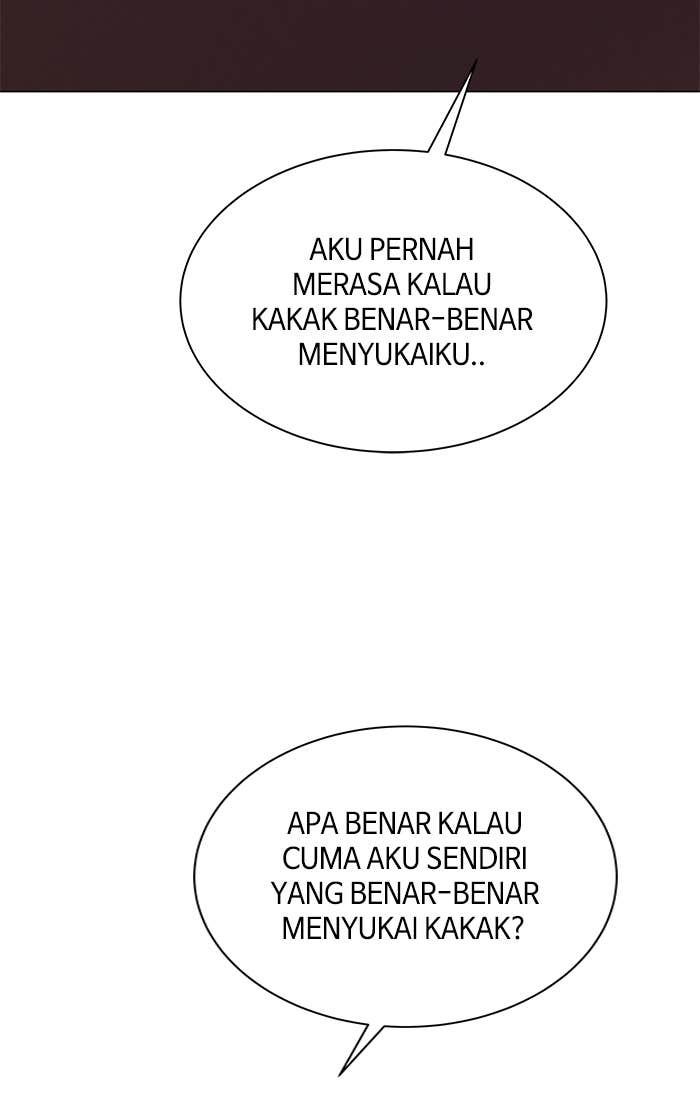 AKU PERNAH
MERASA KALAU
KAKAK BENAR-BENAR
MENYUKAIKU..
APA BENAR KALAU
CUMA AKU SENDIRI
YANG BENAR-BENAR
MENYUKAI KAKAK?